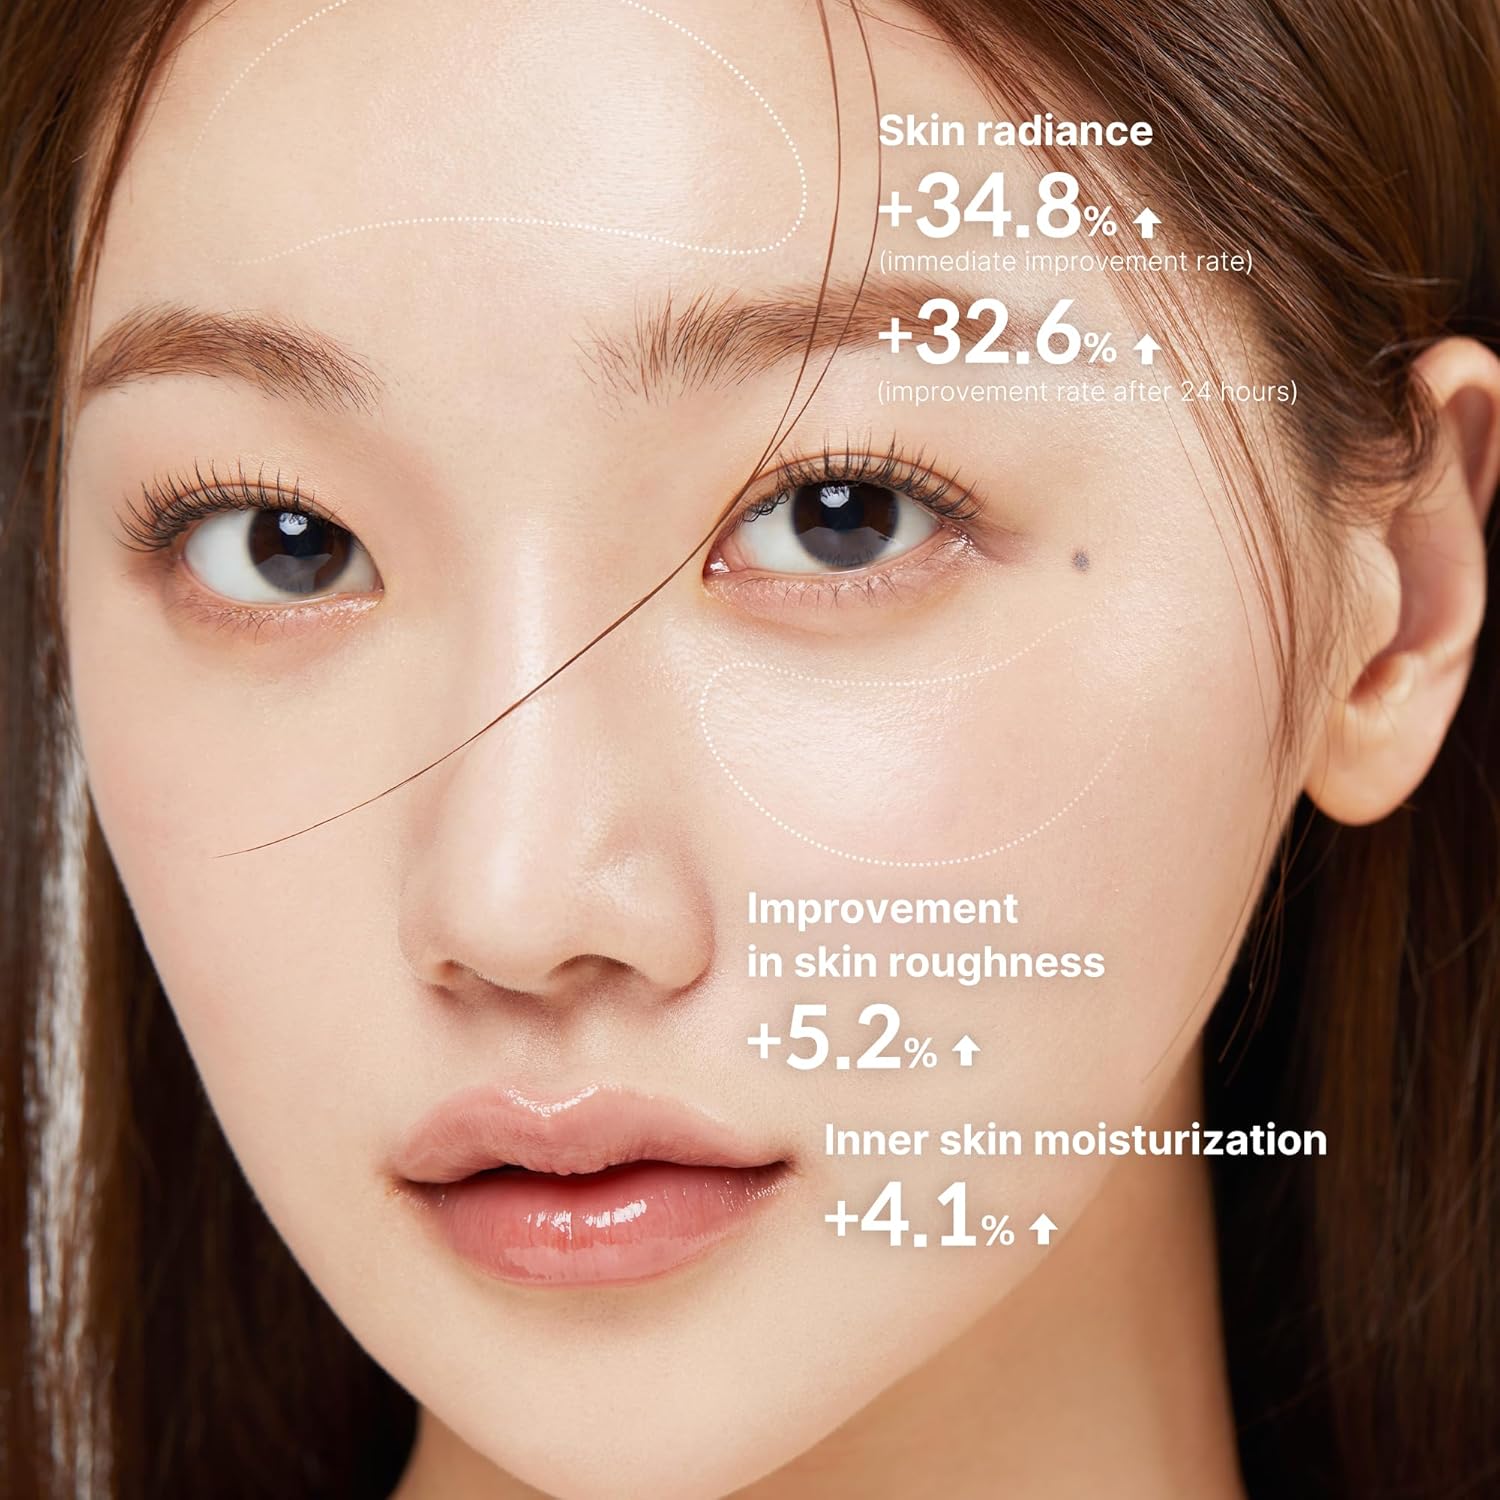 Skin radiance
+34.8% ↑
(immediate improvement rate)
+32.6% ↑
(improvement rate after 24 hours)
Improvement
in skin roughness
+5.2% ↑
Inner skin moisturization
+4.1% ↑